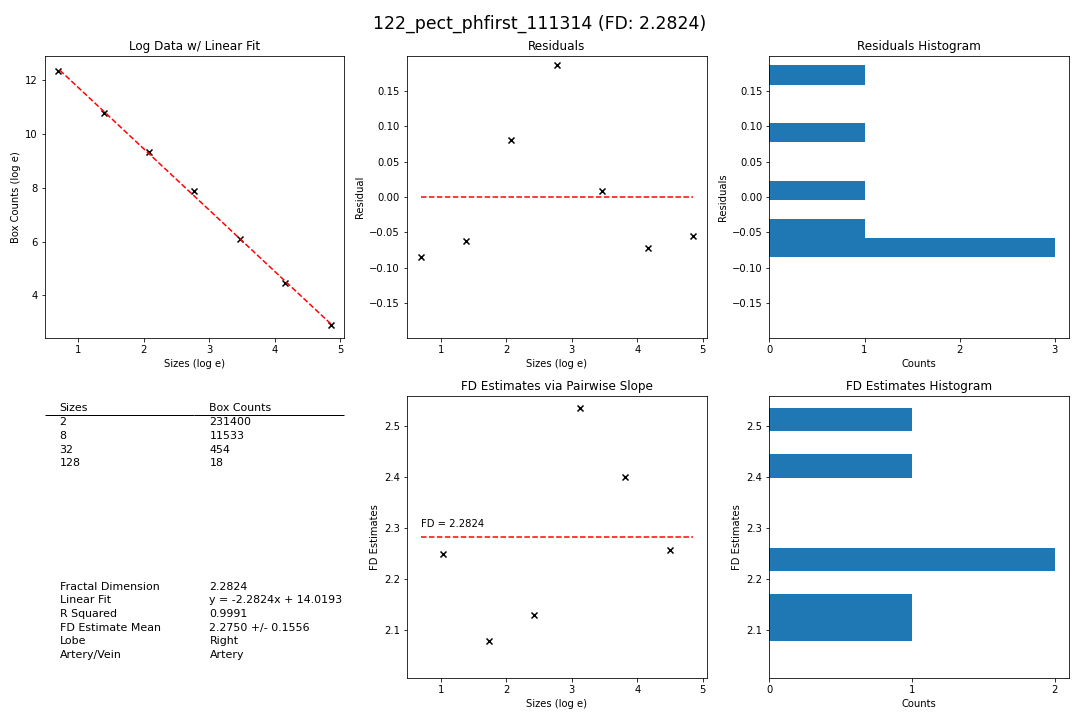 122_pect_phfirst_111314 (FD: 2.2824)
Log Data w/ Linear Fit
Box Counts (log e)
12
10
8
6
4
1 2 3 4 5
Sizes (log e)
Residuals
Residual
0.15
0.10
0.05
0.00
−0.05
−0.10
−0.15
1 2 3 4 5
Sizes (log e)
Residuals Histogram
Residuals
0.15
0.10
0.05
0.00
−0.05
−0.10
−0.15
0 1 2 3
Counts
Sizes Box Counts
2 231400
8 11533
32 454
128 18
Fractal Dimension 2.2824
Linear Fit y = -2.2824x + 14.0193
R Squared 0.9991
FD Estimate Mean 2.2750 +/- 0.1556
Lobe Right
Artery/Vein Artery
FD Estimates via Pairwise Slope
FD Estimates
2.5
2.4
2.3
2.2
2.1
FD = 2.2824
1 2 3 4 5
Sizes (log e)
FD Estimates Histogram
FD Estimates
2.5
2.4
2.3
2.2
2.1
0 1 2
Counts